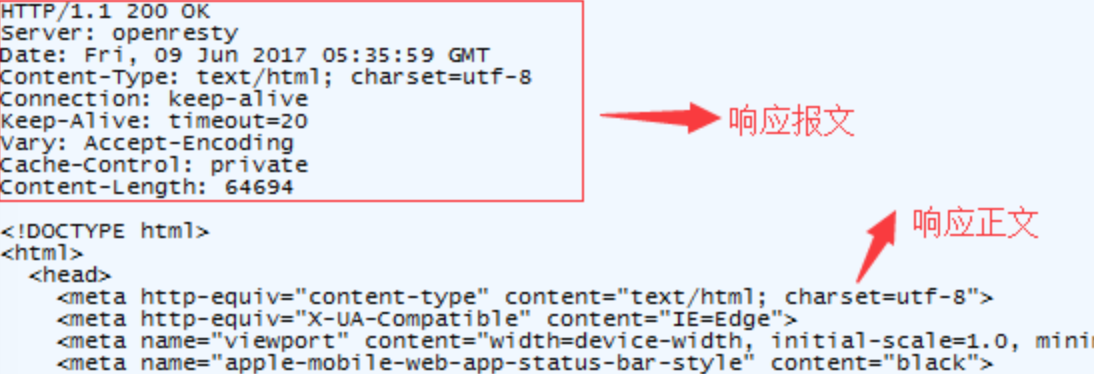 HTTP/1.1 200 OK
Server: openresty
Date: Fri, 09 Jun 2017 05:35:59 GMT
Content-Type: text/html; charset=utf-8
Connection: keep-alive
Keep-Alive: timeout=20
响应报文
Vary: Accept-Encoding
Cache-Control: private
Content-Length: 64694
响应正文
<!DOCTYPE html>
<html>
<head>
<meta http-equiv="content-type" content="text/html; charset=utf-8">
<meta http-equiv="X-UA-Compatible" content="IE=Edge">
<meta name="viewport" content="width=device-width, initial-scale=1.0, mini
<meta name="apple-mobile-web-app-status-bar-style" content="black">